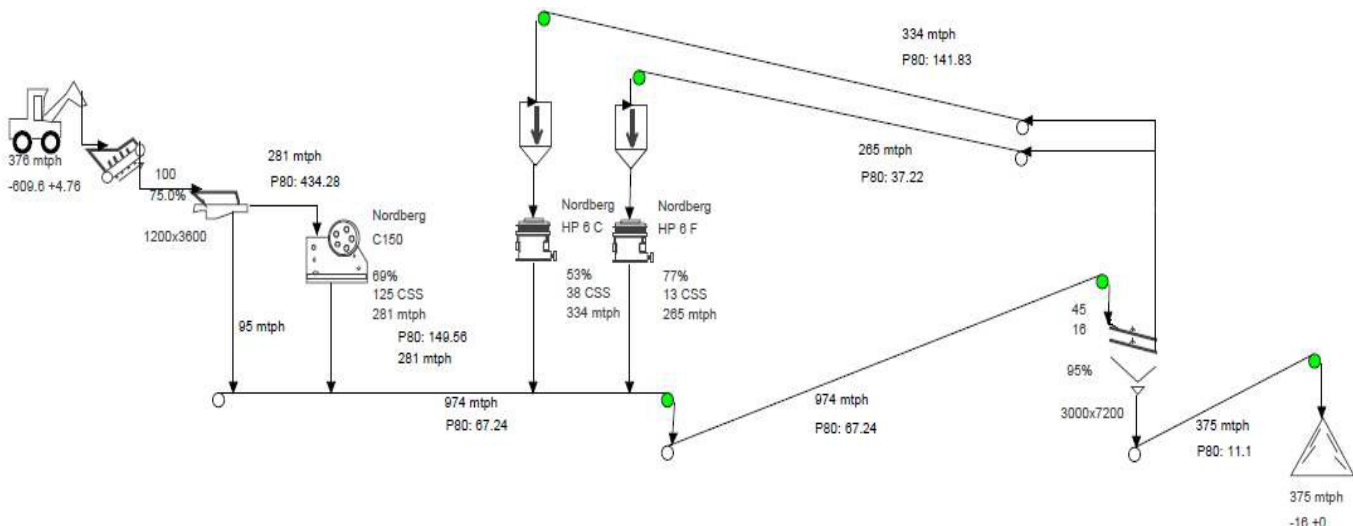 334 mtph
P80: 141.83
376 mtph
-609.6 +4.76
100
75.0%
281 mtph
P80: 434.28
265 mtph
P80: 37.22
1200x3600
Nordberg
C150
69%
125 CSS
281 mtph
P80: 149.56
281 mtph
95 mtph
Nordberg
HP 6 C
53%
38 CSS
334 mtph
Nordberg
HP 6 F
77%
13 CSS
265 mtph
45
16
95%
3000x7200
974 mtph
P80: 67.24
974 mtph
P80: 67.24
375 mtph
P80: 11.1
375 mtph
-16 +0